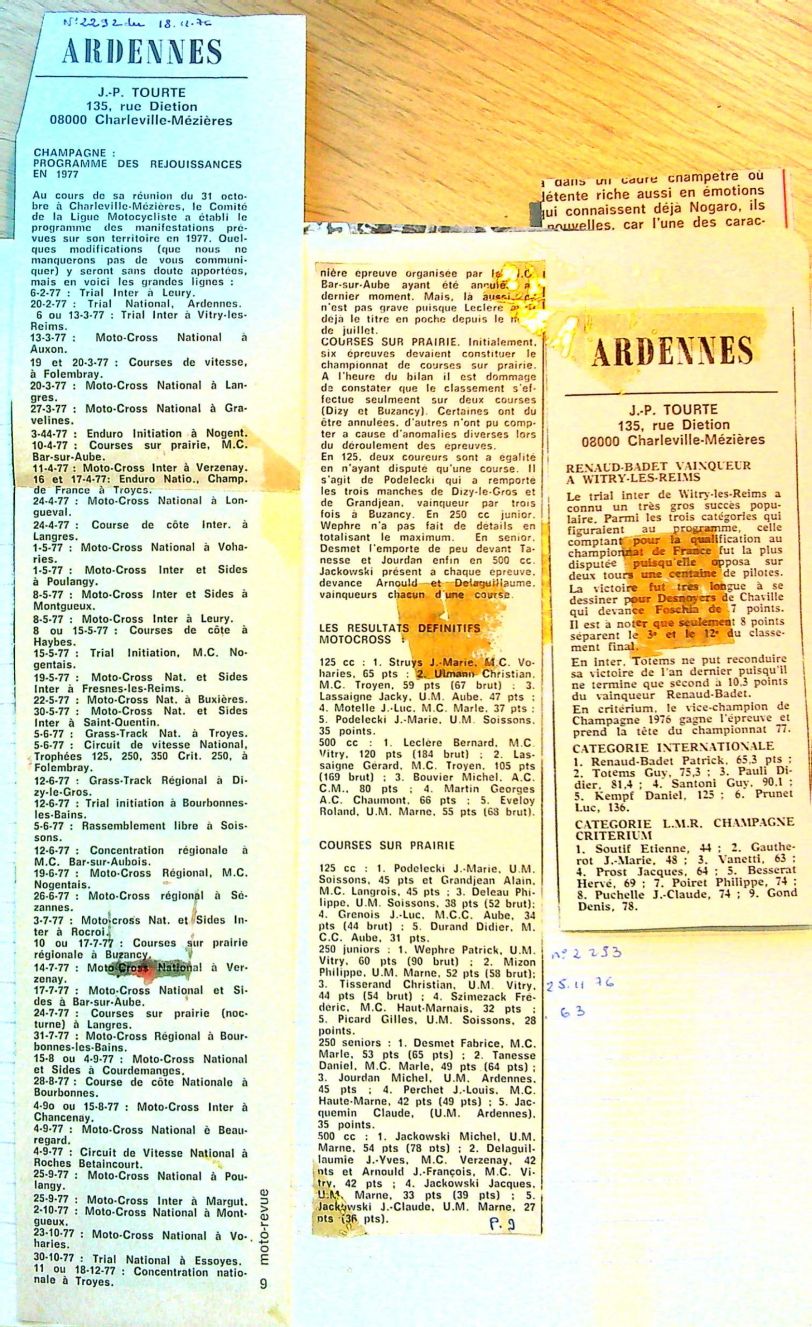 N° 2292 du 18.11.76
ARDENNES
J.-P. TOURTE
135, rue Dietion
08000 Charleville-Mézières
CHAMPAGNE :
PROGRAMME DES REJOUISSANCES
EN 1977
Au cours de sa réunion du 31 octo-
bre à Charleville-Mézières, le Comité
de la Ligue Motocycliste a établi le
programme des manifestations pré-
vues sur son territoire en 1977. Quel-
ques modifications (que nous ne
manquerons pas de vous communi-
quer) y seront sans doute apportées,
mais en voici les grandes lignes :
6-2-77 : Trial Inter à Leury.
20-2-77 : Trial National, Ardennes.
6 ou 13-3-77 : Trial Inter à Vitry-les-
Reims.
13-3-77 : Moto-Cross National à
Auxon.
19 et 20-3-77 : Courses de vitesse,
à Folembray.
20-3-77 : Moto-Cross National à Lan-
gres.
27-3-77 : Moto-Cross National à Gra-
velines.
3-44-77 : Enduro Initiation à Nogent.
10-4-77 : Courses sur prairie, M.C.
Bar-sur-Aube.
11-4-77 : Moto-Cross Inter à Verzenay.
16 et 17-4-77: Enduro Natio., Champ.
de France à Troyes.
24-4-77 : Moto-Cross National à Lon-
gueval.
24-4-77 : Course de côte Inter. à
Langres.
1-5-77 : Moto-Cross National à Voha-
ries.
1-5-77 : Moto-Cross Inter et Sides
à Poulangy.
8-5-77 : Moto-Cross Inter et Sides à
Montgueux.
8-5-77 : Moto-Cross Inter à Leury.
8 ou 15-5-77 : Courses de côte à
Haybes.
15-5-77 : Trial Initiation, M.C. No-
gentais.
19-5-77 : Moto-Cross Nat. et Sides
Inter à Fresnes-les-Reims.
22-5-77 : Moto-Cross Nat. à Buxières.
30-5-77 : Moto-Cross Nat. et Sides
Inter à Saint-Quentin.
5-6-77 : Grass-Track Nat. à Troyes.
5-6-77 : Circuit de vitesse National,
Trophées 125, 250, 350 Crit. 250, à
Folembray.
12-6-77 : Grass-Track Régional à Di-
zy-le-Gros.
12-6-77 : Trial initiation à Bourbonnes-
les-Bains.
5-6-77 : Rassemblement libre à Sois-
sons.
12-6-77 : Concentration régionale à
M.C. Bar-sur-Aubois.
19-6-77 : Moto-Cross Régional, M.C.
Nogentais.
26-6-77 : Moto-Cross régional à Sé-
zannes.
3-7-77 : Moto-cross Nat. et Sides In-
ter à Rocroi.
10 ou 17-7-77 : Courses sur prairie
régionale à Buzancy.
14-7-77 : Moto-Cross National à Ver-
zenay.
17-7-77 : Moto-Cross National et Si-
des à Bar-sur-Aube.
24-7-77 : Courses sur prairie (noc-
turne) à Langres.
31-7-77 : Moto-Cross Régional à Bour-
bonnes-les-Bains.
15-8 ou 4-9-77 : Moto-Cross National
et Sides à Courdemanges.
28-8-77 : Course de côte Nationale à
Bourbonnes.
4-9o ou 15-8-77 : Moto-Cross Inter à
Chancenay.
4-9-77 : Moto-Cross National è Beau-
regard.
4-9-77 : Circuit de Vitesse National à
Roches Betaincourt.
25-9-77 : Moto-Cross National à Pou-
langy.
25-9-77 : Moto-Cross Inter à Margut.
2-10-77 : Moto-Cross National à Mont-
gueux.
23-10-77 : Moto-Cross National à Vo-
haries.
30-10-77 : Trial National à Essoyes.
11 ou 18-12-77 : Concentration natio-
nale à Troyes.
moto-revue
9
nière épreuve organisée par le M.C.
Bar-sur-Aube ayant été annulé
dernier moment. Mais, là aussi
n'est pas grave puisque Leclère
déjà le titre en poche depuis le
de juillet.
COURSES SUR PRAIRIE. Initialement,
six épreuves devaient constituer le
championnat de courses sur prairie.
A l'heure du bilan il est dommage
de constater que le classement s'ef-
fectue seulmeent sur deux courses
(Dizy et Buzancy). Certaines ont du
être annulées, d'autres n'ont pu comp-
ter a cause d'anomalies diverses lors
du déroulement des épreuves.
En 125, deux coureurs sont a égalité
en n'ayant disputé qu'une course. Il
s'agit de Podelecki qui a remporte
les trois manches de Dizy-le-Gros et
de Grandjean, vainqueur par trois
fois à Buzancy. En 250 cc junior,
Wephre n'a pas fait de détails en
totalisant le maximum. En senior,
Desmet l'emporte de peu devant Ta-
nesse et Jourdan enfin en 500 cc.
Jackowski présent a chaque épreuve,
devance Arnould et Delaguillaume,
vainqueurs chacun d'une course.
LES RESULTATS DEFINITIFS
MOTOCROSS :
125 cc : 1. Struys J.-Marie, M.C. Vo-
haries, 65 pts : 2. Ulmann Christian,
M.C. Troyen, 59 pts (67 brut) ; 3.
Lassaigne Jacky, U.M. Aube, 47 pts ;
4. Motelle J.-Luc, M.C. Marle, 37 pts :
5. Podelecki J.-Marie, U.M. Soissons,
35 points.
500 cc : 1. Leclère Bernard, M.C.
Vitry, 120 pts (184 brut) ; 2. Las-
saigne Gérard, M.C. Troyen, 105 pts
(169 brut) ; 3. Bouvier Michel, A.C.
C.M., 80 pts ; 4. Martin Georges
A.C. Chaumont, 66 pts ; 5. Eveloy
Roland, U.M. Marne, 55 pts (68 brut).
COURSES SUR PRAIRIE
125 cc : 1. Podelecki J.-Marie, U.M.
Soissons, 45 pts et Grandjean Alain,
M.C. Langrois, 45 pts ; 3. Deleau Phi-
lippe, U.M. Soissons, 38 pts (52 brut);
4. Grenois J.-Luc, M.C.C. Aube, 34
pts (44 brut) ; 5. Durand Didier, M.
C.C. Aube, 31 pts.
250 juniors : 1. Wephre Patrick, U.M.
Vitry, 60 pts (90 brut) ; 2. Mizon
Philippe, U.M. Marne, 52 pts (58 brut);
3. Tisserand Christian, U.M. Vitry,
44 pts (54 brut) ; 4. Szimezack Fré-
déric, M.C. Haut-Marnais, 32 pts ;
5. Picard Gilles, U.M. Soissons, 28
points.
250 seniors : 1. Desmet Fabrice, M.C.
Marle, 53 pts (65 pts) ; 2. Tanesse
Daniel, M.C. Marle, 49 pts (64 pts) ;
3. Jourdan Michel, U.M. Ardennes,
45 pts ; 4. Perchet J.-Louis, M.C.
Haute-Marne, 42 pts (49 pts) ; 5. Jac-
quemin Claude, (U.M. Ardennes),
35 points.
500 cc : 1. Jackowski Michel, U.M.
Marne, 54 pts (78 pts) ; 2. Delaguil-
laumie J.-Yves, M.C. Verzenay, 42
pts et Arnould J.-François, M.C. Vi-
try, 42 pts ; 4. Jackowski Jacques,
U.M. Marne, 33 pts (39 pts) ; 5.
Jackowski J.-Claude, U.M. Marne, 27
pts (36 pts).
P. 9
dans un cadre champêtre où
détente riche aussi en émotions
qui connaissent déjà Nogaro, ils
nouvelles, car l'une des carac-
ARDENNES
J.-P. TOURTE
135, rue Dietion
08000 Charleville-Mézières
RENAUD-BADET VAINQUEUR
A WITRY-LES-REIMS
Le trial inter de Witry-les-Reims a
connu un très gros succès popu-
laire. Parmi les trois catégories qui
figuraient au programme, celle
comptant pour la qualification au
championnat de France fut la plus
disputée puisqu'elle opposa sur
deux tours une centaine de pilotes.
La victoire fut très longue à se
dessiner pour Desnoyers de Chaville
qui devance Foschia de 7 points.
Il est à noter que seulement 8 points
séparent le 3e et le 12e du classe-
ment final.
En inter, Totems ne put reconduire
sa victoire de l'an dernier puisqu'il
ne termine que second à 10,3 points
du vainqueur Renaud-Badet.
En critérium, le vice-champion de
Champagne 1976 gagne l'épreuve et
prend la tête du championnat 77.
CATEGORIE INTERNATIONALE
1. Renaud-Badet Patrick, 65,3 pts ;
2. Totems Guy, 75,3 ; 3. Pauli Di-
dier, 81,4 ; 4. Santoni Guy, 90,1 ;
5. Kempf Daniel, 125 ; 6. Prunet
Luc, 136.
CATEGORIE L.M.R. CHAMPAGNE
CRITERIUM
1. Soutif Etienne, 44 ; 2. Gauthe-
rot J.-Marie, 48 ; 3. Vanetti, 63 ;
4. Prost Jacques, 64 ; 5. Besserat
Hervé, 69 ; 7. Poiret Philippe, 74 ;
8. Puchelle J.-Claude, 74 ; 9. Gond
Denis, 78.
n° 2 293
25.11 76
. 63